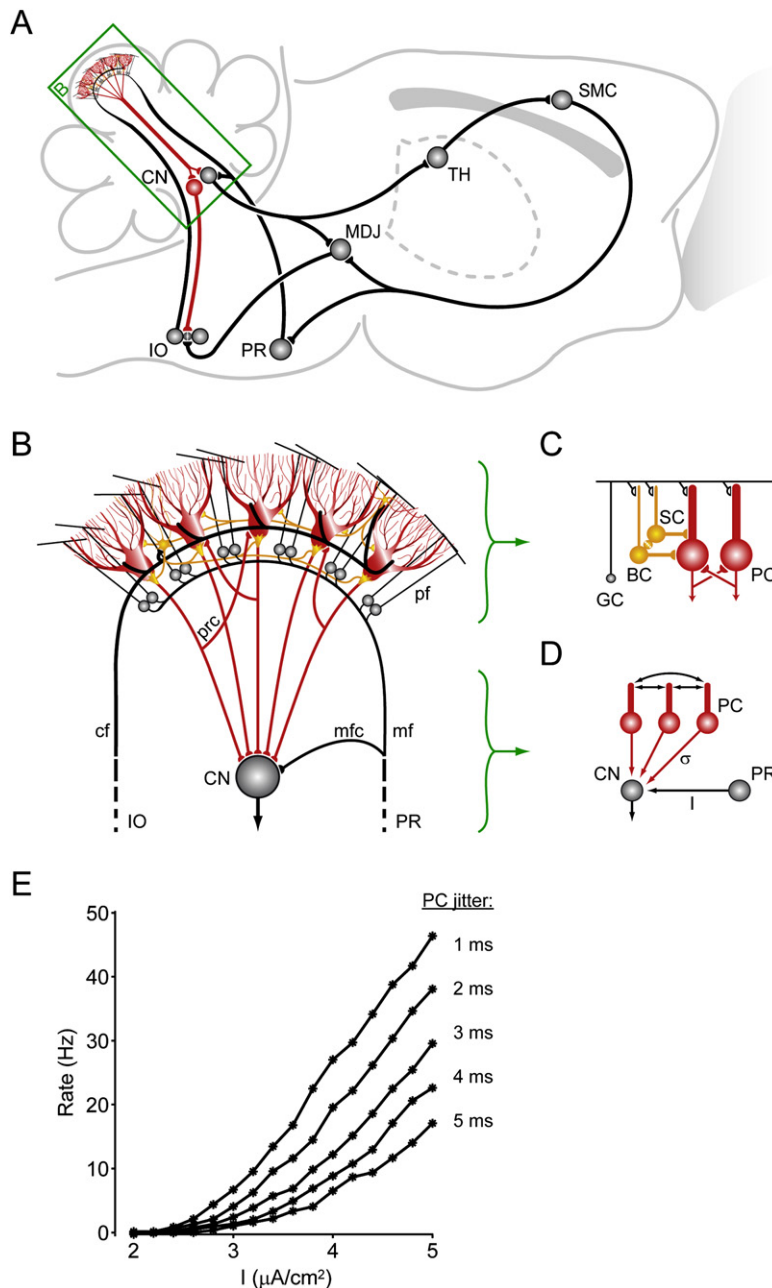 A
B
CN
SMC
TH
MDJ
IO
PR
B
prc
pf
cf
mfc
mf
CN
IO
PR
C
SC
BC
PC
GC
D
PC
CN
σ
PR
I
E
PC jitter:
50
40
30
20
10
0
Rate (Hz)
1 ms
2 ms
3 ms
4 ms
5 ms
2
3
4
5
I (μA/cm²)